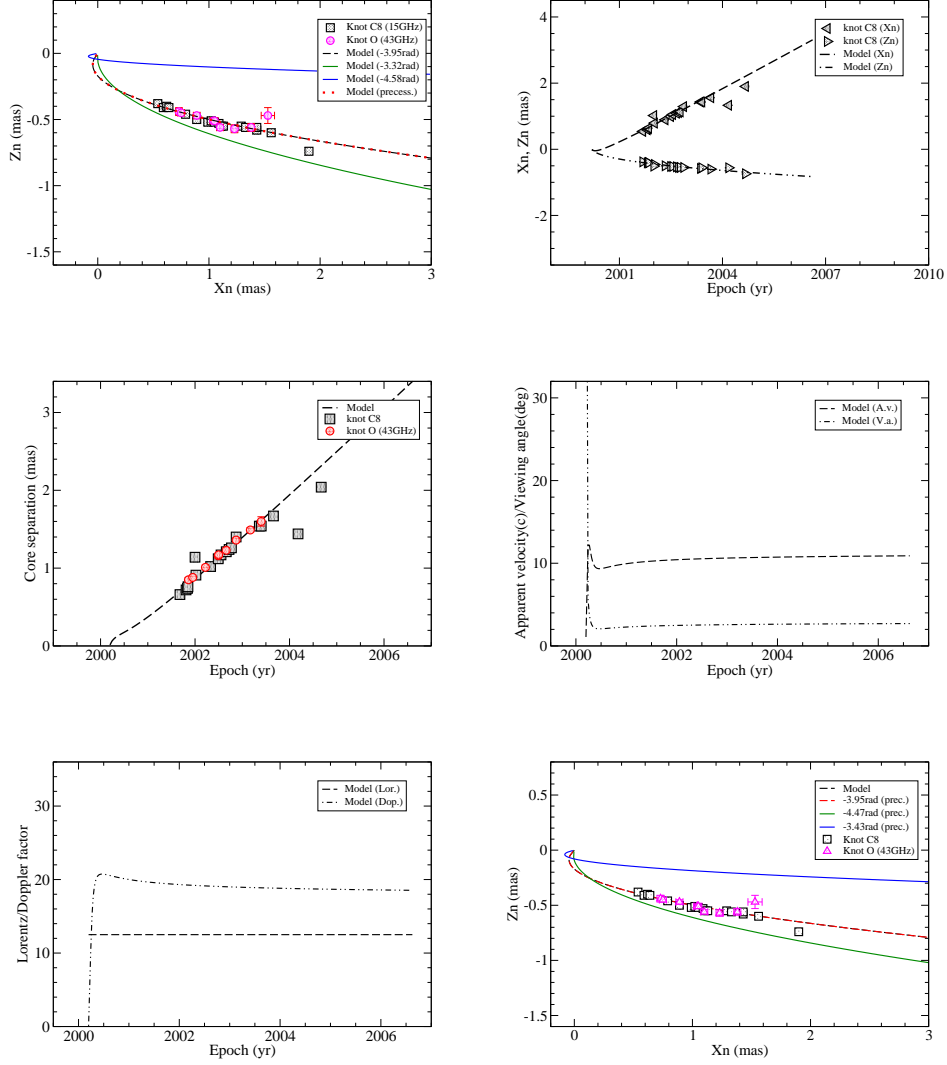 Knot C8 (15GHz)
Knot O (43GHz)
Model (-3.95rad)
Model (-3.32rad)
Model (-4.58rad)
Model (precess.)
0
-0.5
-1
-1.5
Zn (mas)
0
1
2
3
Xn (mas)
knot C8 (Xn)
knot C8 (Zn)
Model (Xn)
Model (Zn)
4
2
0
-2
Xn, Zn (mas)
2001
2004
2007
2010
Epoch (yr)
Model
knot C8
knot O (43GHz)
3
2
1
0
Core separation (mas)
2000
2002
2004
2006
Epoch (yr)
Model (A.v.)
Model (V.a.)
30
20
10
0
Apparent velocity(c)/Viewing angle(deg)
2000
2002
2004
2006
Epoch (yr)
Model (Lor.)
Model (Dop.)
30
20
10
0
Lorentz/Doppler factor
2000
2002
2004
2006
Epoch (yr)
Model
-3.95rad (prec.)
-4.47rad (prec.)
-3.43rad (prec.)
Knot C8
Knot O (43GHz)
0.5
0
-0.5
-1
-1.5
Zn (mas)
0
1
2
3
Xn (mas)